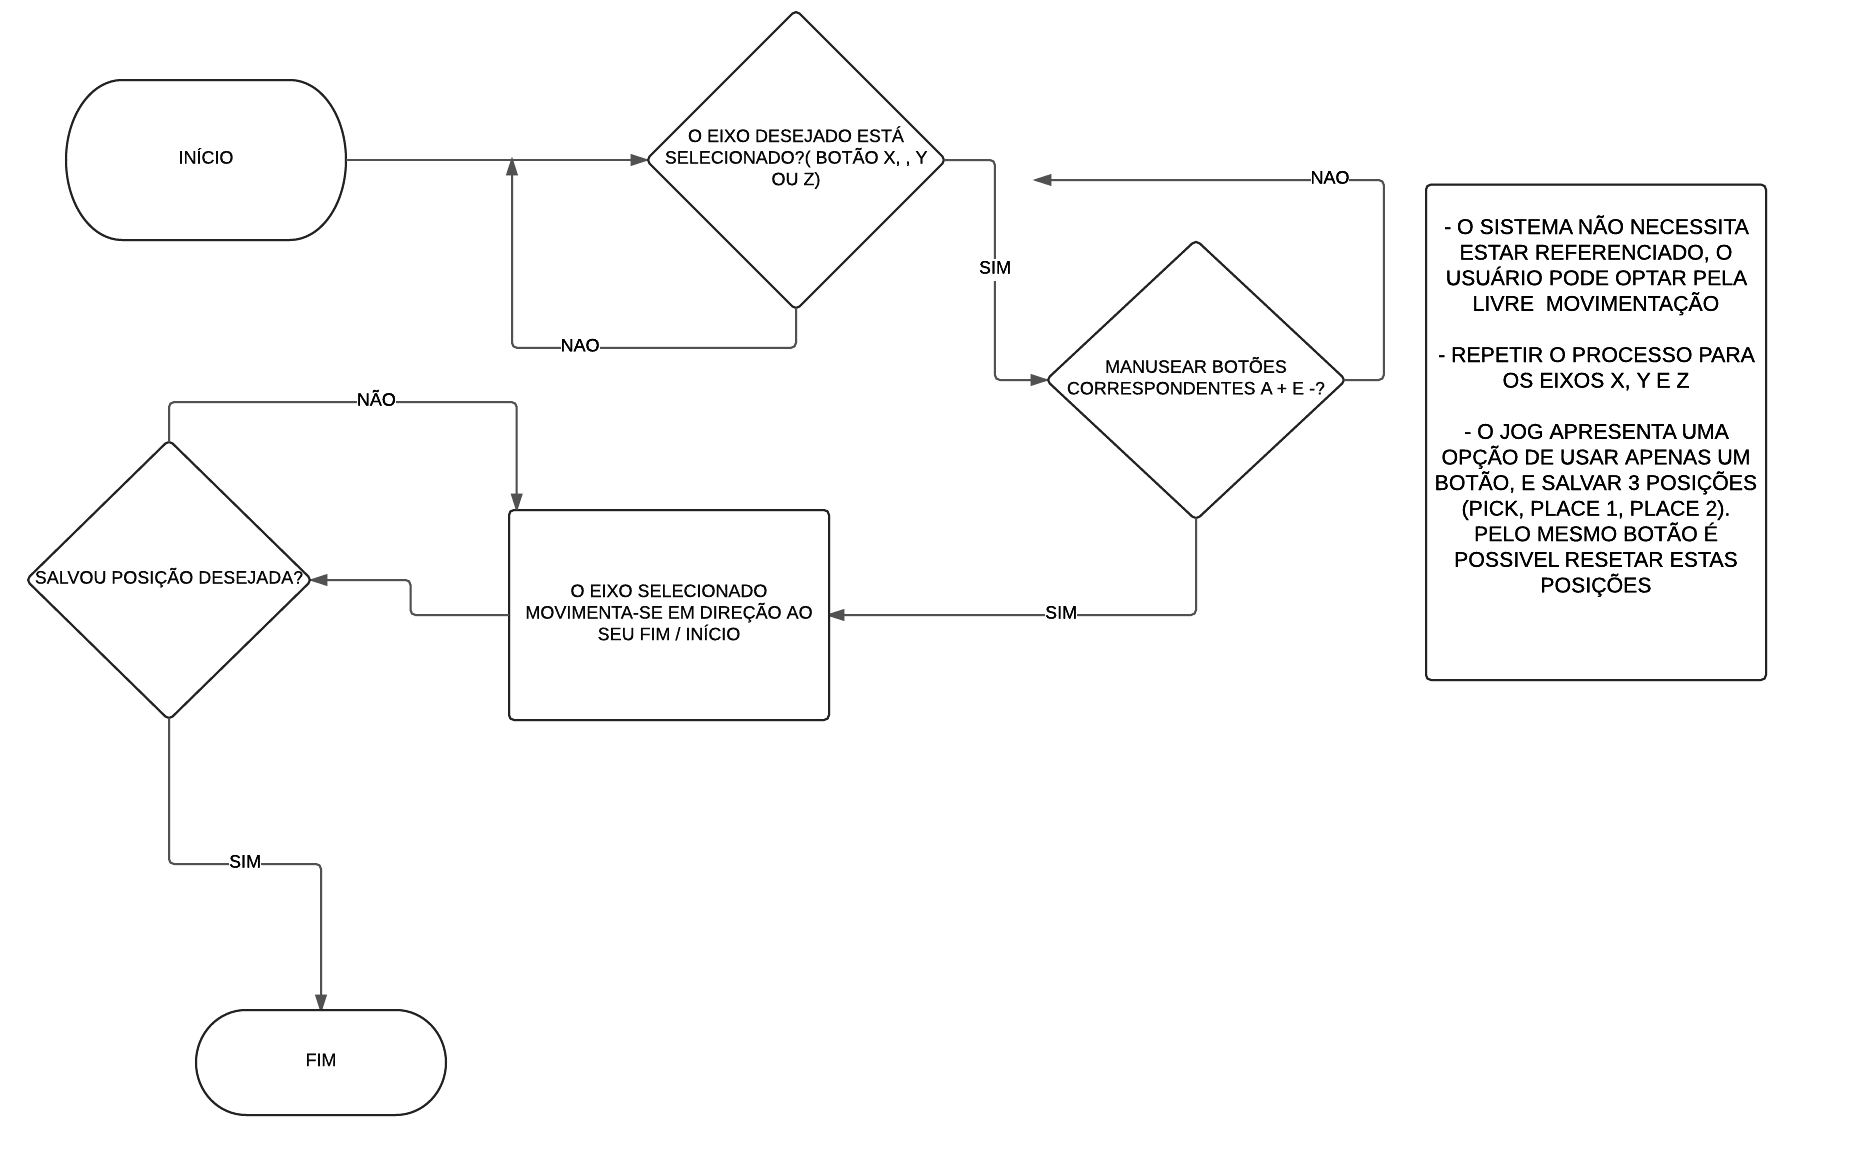 INÍCIO
O EIXO DESEJADO ESTÁ
SELECIONADO?( BOTÃO X, , Y
OU Z)
NAO
SIM
NAO
MANUSEAR BOTÕES
CORRESPONDENTES A + E -?
SIM
O EIXO SELECIONADO
MOVIMENTA-SE EM DIREÇÃO AO
SEU FIM / INÍCIO
NÃO
SALVOU POSIÇÃO DESEJADA?
SIM
FIM
- O SISTEMA NÃO NECESSITA
ESTAR REFERENCIADO, O
USUÁRIO PODE OPTAR PELA
LIVRE  MOVIMENTAÇÃO
- REPETIR O PROCESSO PARA
OS EIXOS X, Y E Z
- O JOG APRESENTA UMA
OPÇÃO DE USAR APENAS UM
BOTÃO, E SALVAR 3 POSIÇÕES
(PICK, PLACE 1, PLACE 2).
PELO MESMO BOTÃO É
POSSIVEL RESETAR ESTAS
POSIÇÕES